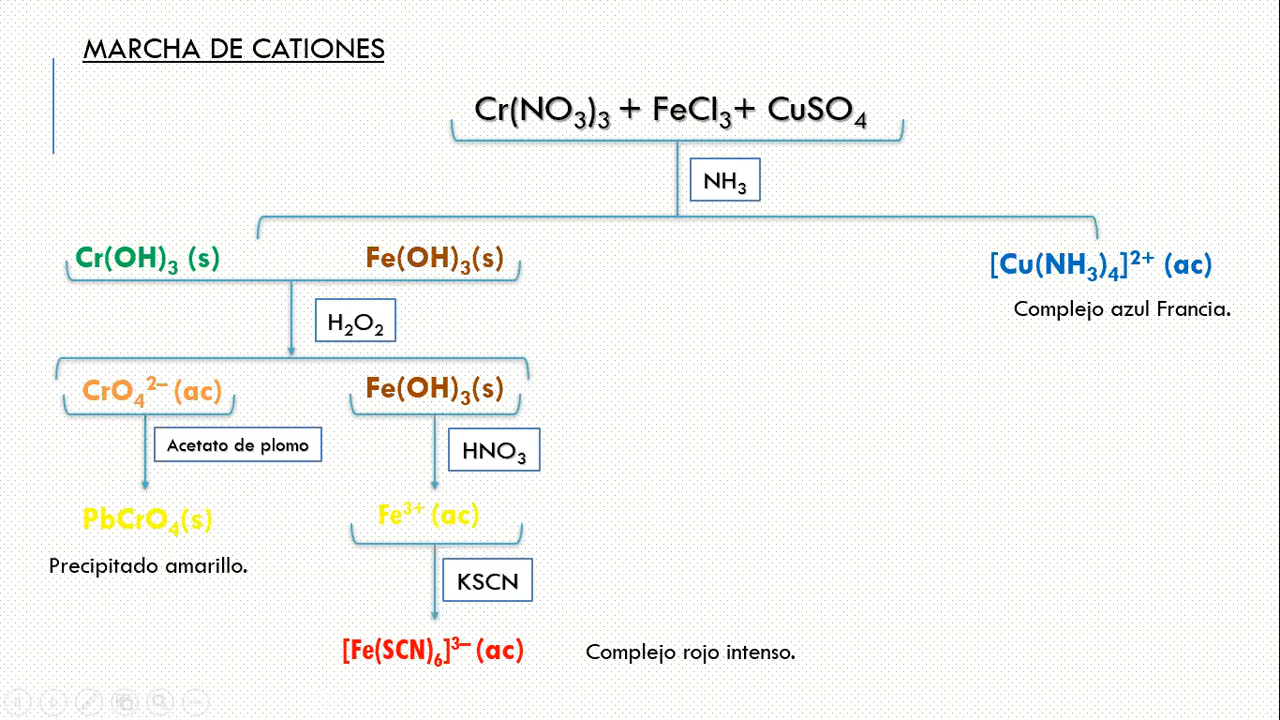 MARCHA DE CATIONES
Cr(NO₃)₃ + FeCl₃+ CuSO₄
NH₃
Cr(OH)₃ (s)
Fe(OH)₃(s)
[Cu(NH₃)₄]²⁺ (ac)
Complejo azul Francia.
H₂O₂
CrO₄²⁻ (ac)
Fe(OH)₃(s)
Acetato de plomo
HNO₃
PbCrO₄(s)
Fe³⁺ (ac)
Precipitado amarillo.
KSCN
[Fe(SCN)₆]³⁻ (ac)
Complejo rojo intenso.